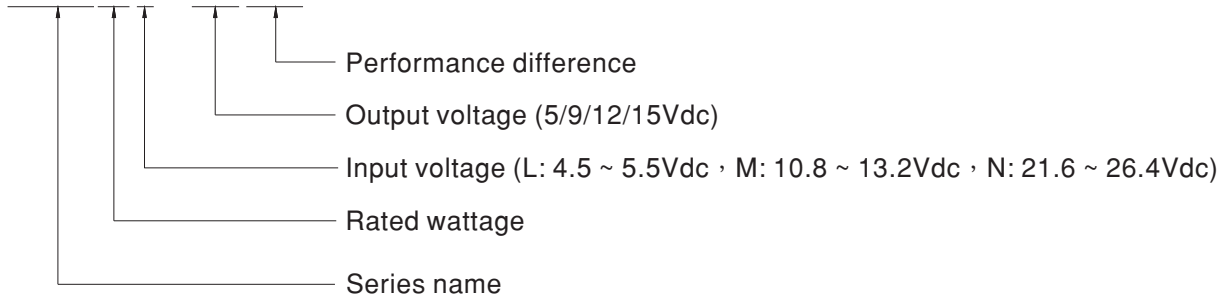 Performance difference
Output voltage (5/9/12/15Vdc)
Input voltage (L: 4.5 ~ 5.5Vdc，M: 10.8 ~ 13.2Vdc，N: 21.6 ~ 26.4Vdc)
Rated wattage
Series name